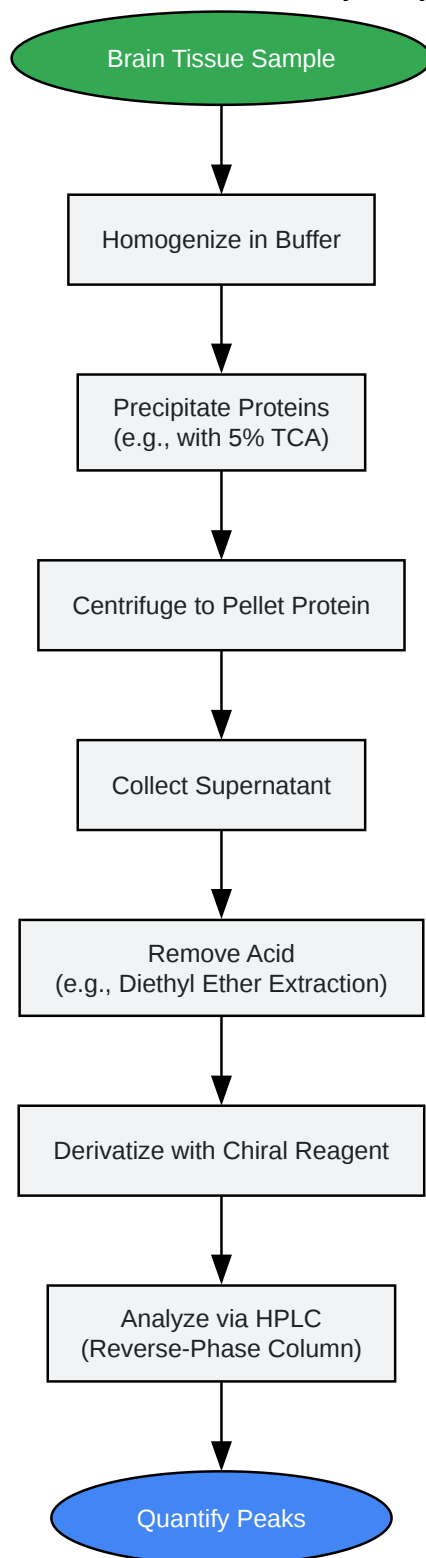 Brain Tissue Sample
Homogenize in Buffer
Precipitate Proteins
(e.g., with 5% TCA)
Centrifuge to Pellet Protein
Collect Supernatant
Remove Acid
(e.g., Diethyl Ether Extraction)
Derivatize with Chiral Reagent
Analyze via HPLC
(Reverse-Phase Column)
Quantify Peaks